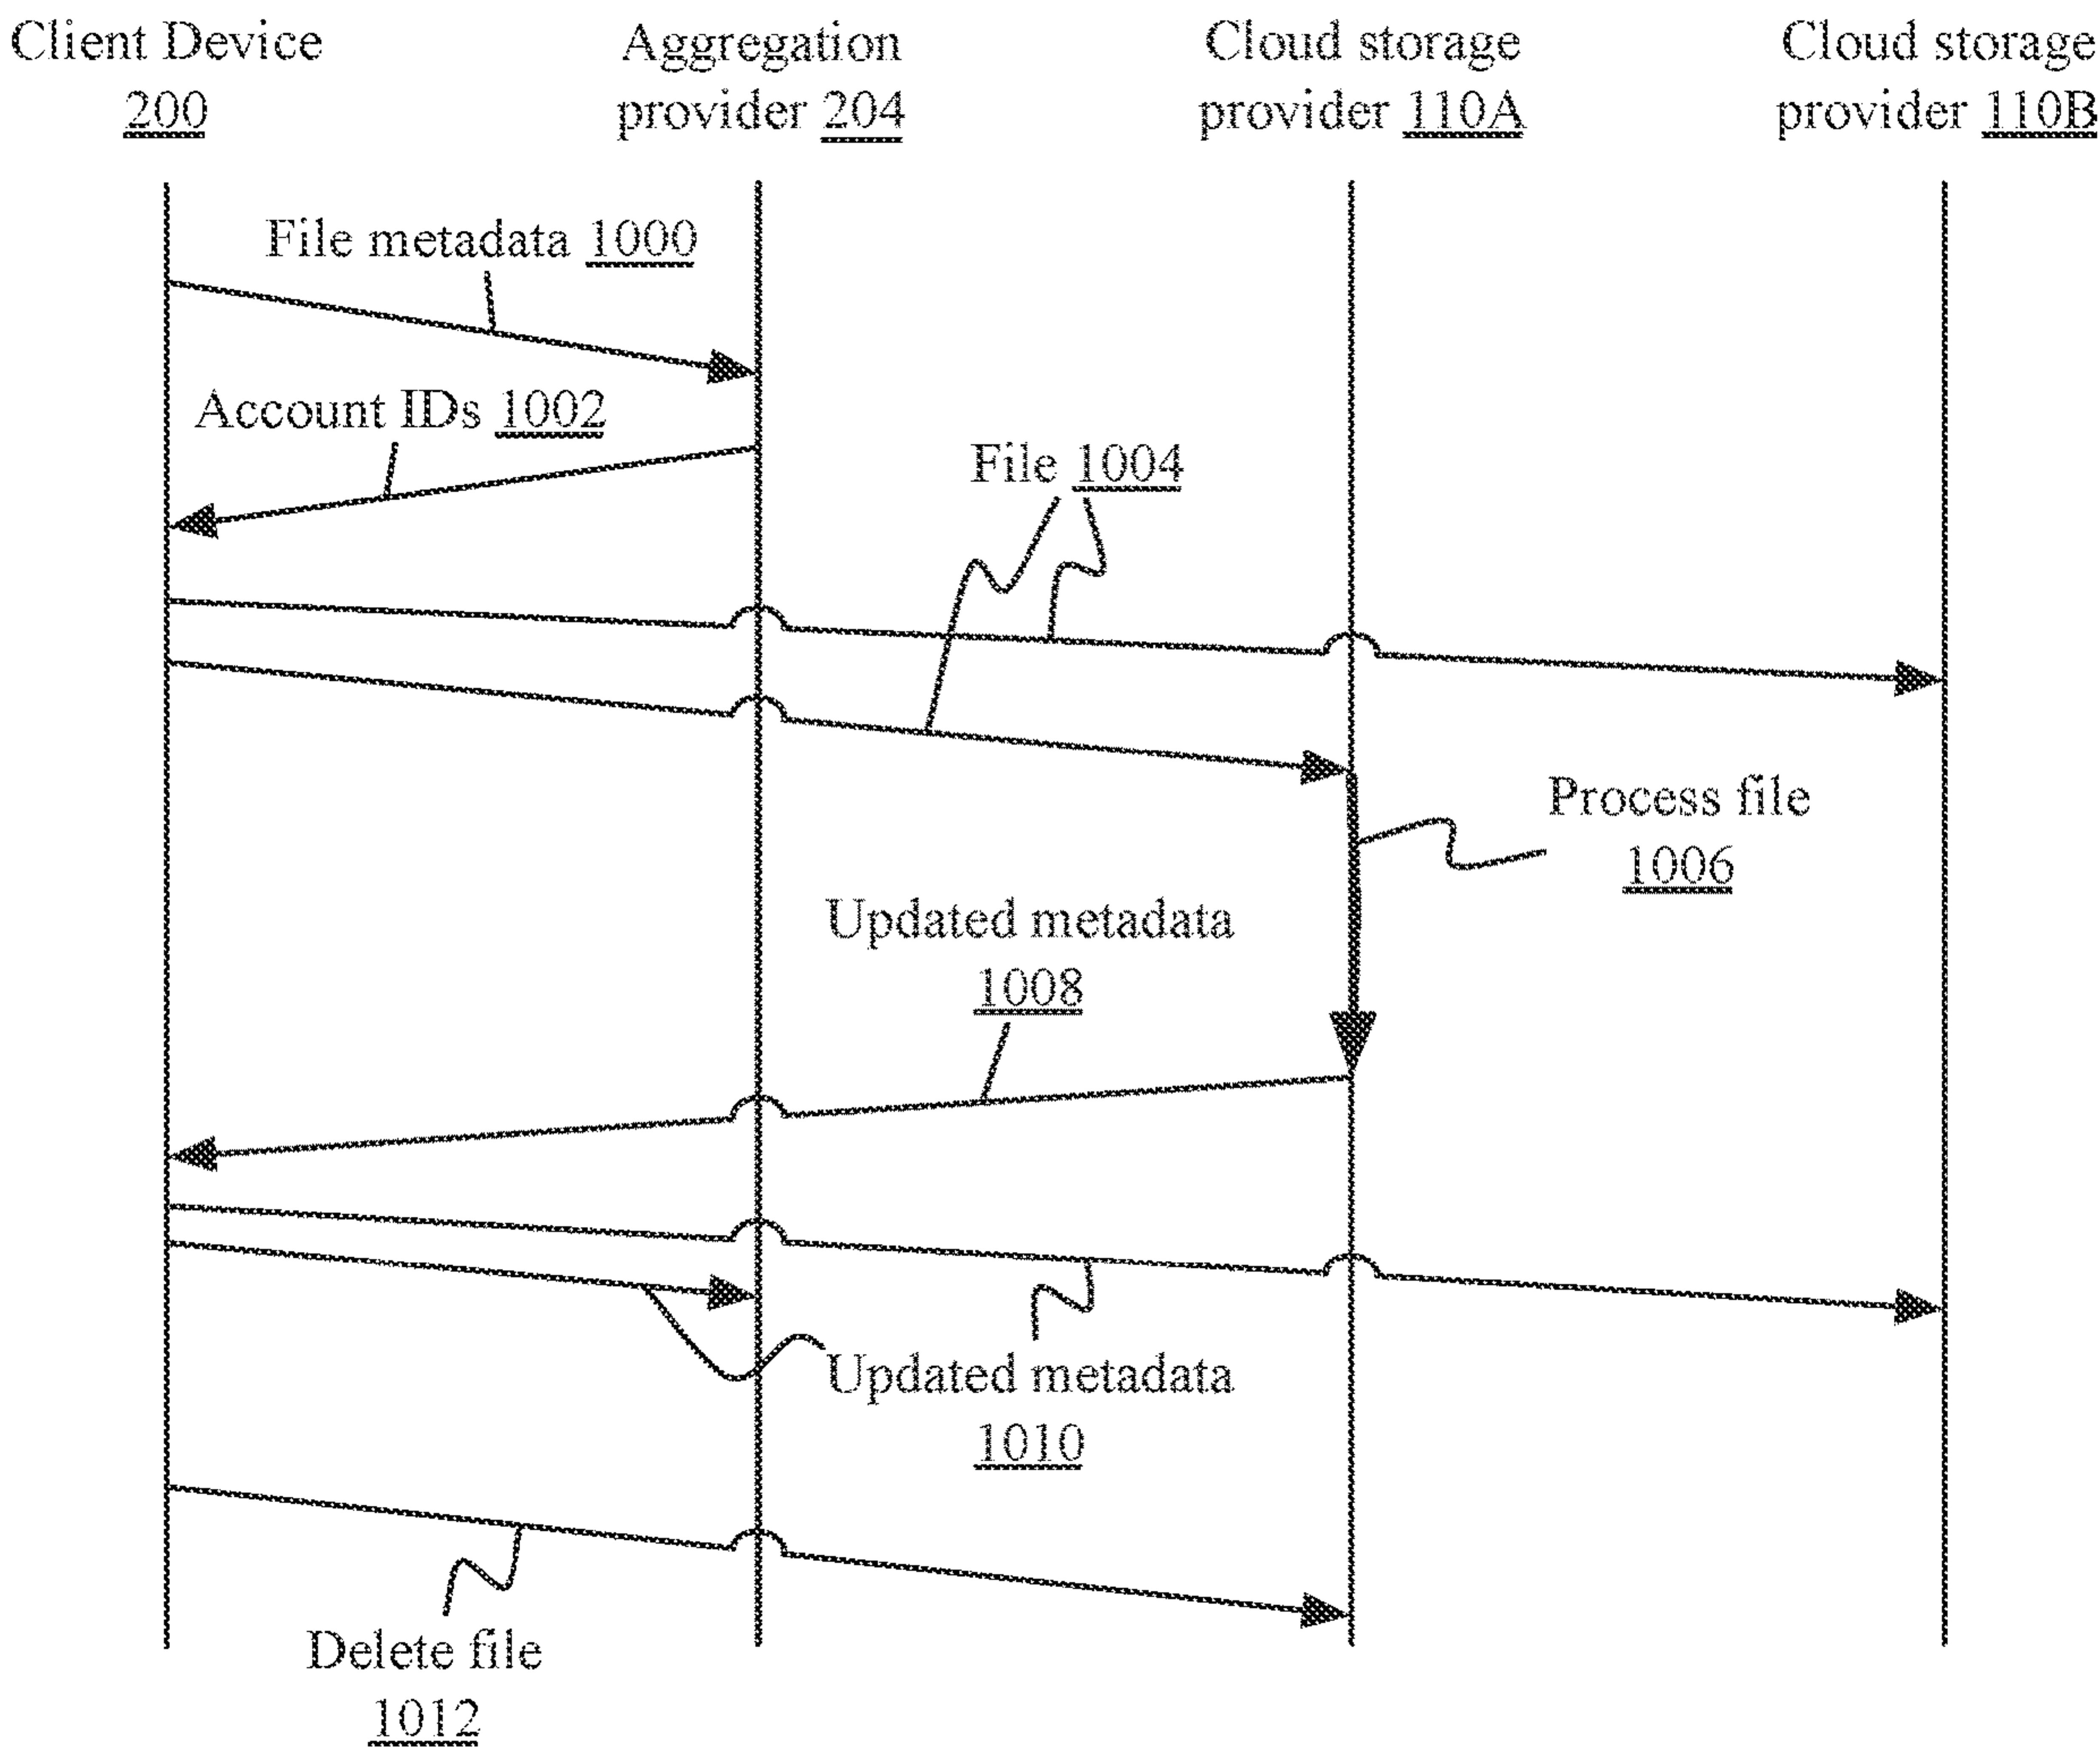 Client Device
200
Aggregation
provider 204
Cloud storage
provider 110A
Cloud storage
provider 110B
File metadata 1000
Account IDs 1002
File 1004
Process file
1006
Updated metadata
1008
Updated metadata
1010
Delete file
1012